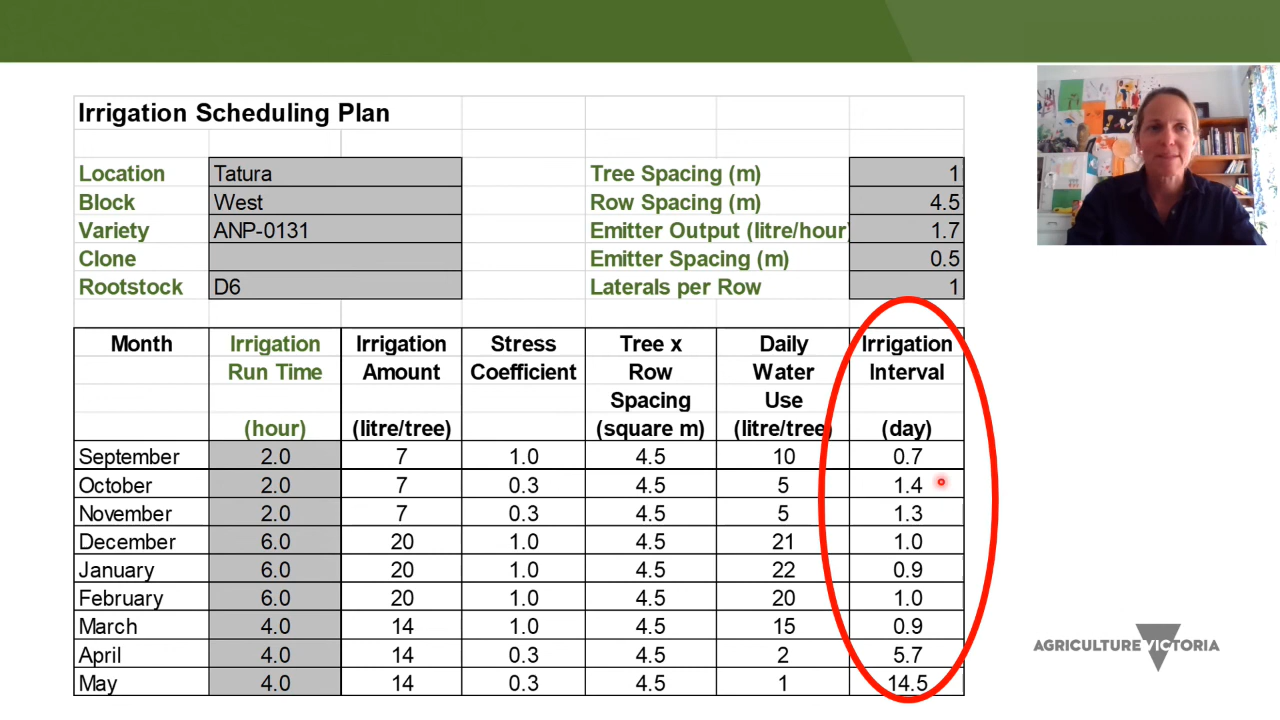 Irrigation Scheduling Plan
Location Tatura Tree Spacing (m) 1
Block West Row Spacing (m) 4.5
Variety ANP-0131 Emitter Output (litre/hour) 1.7
Clone Emitter Spacing (m) 0.5
Rootstock D6 Laterals per Row 1
Month Irrigation Irrigation Stress Tree x Daily Irrigation
Run Time Amount Coefficient Row Water Interval
Spacing Use
(hour) (litre/tree) (square m) (litre/tree) (day)
September 2.0 7 1.0 4.5 10 0.7
October 2.0 7 0.3 4.5 5 1.4
November 2.0 7 0.3 4.5 5 1.3
December 6.0 20 1.0 4.5 21 1.0
January 6.0 20 1.0 4.5 22 0.9
February 6.0 20 1.0 4.5 20 1.0
March 4.0 14 1.0 4.5 15 0.9
April 4.0 14 0.3 4.5 2 5.7
May 4.0 14 0.3 4.5 1 14.5
AGRICULTURE VICTORIA